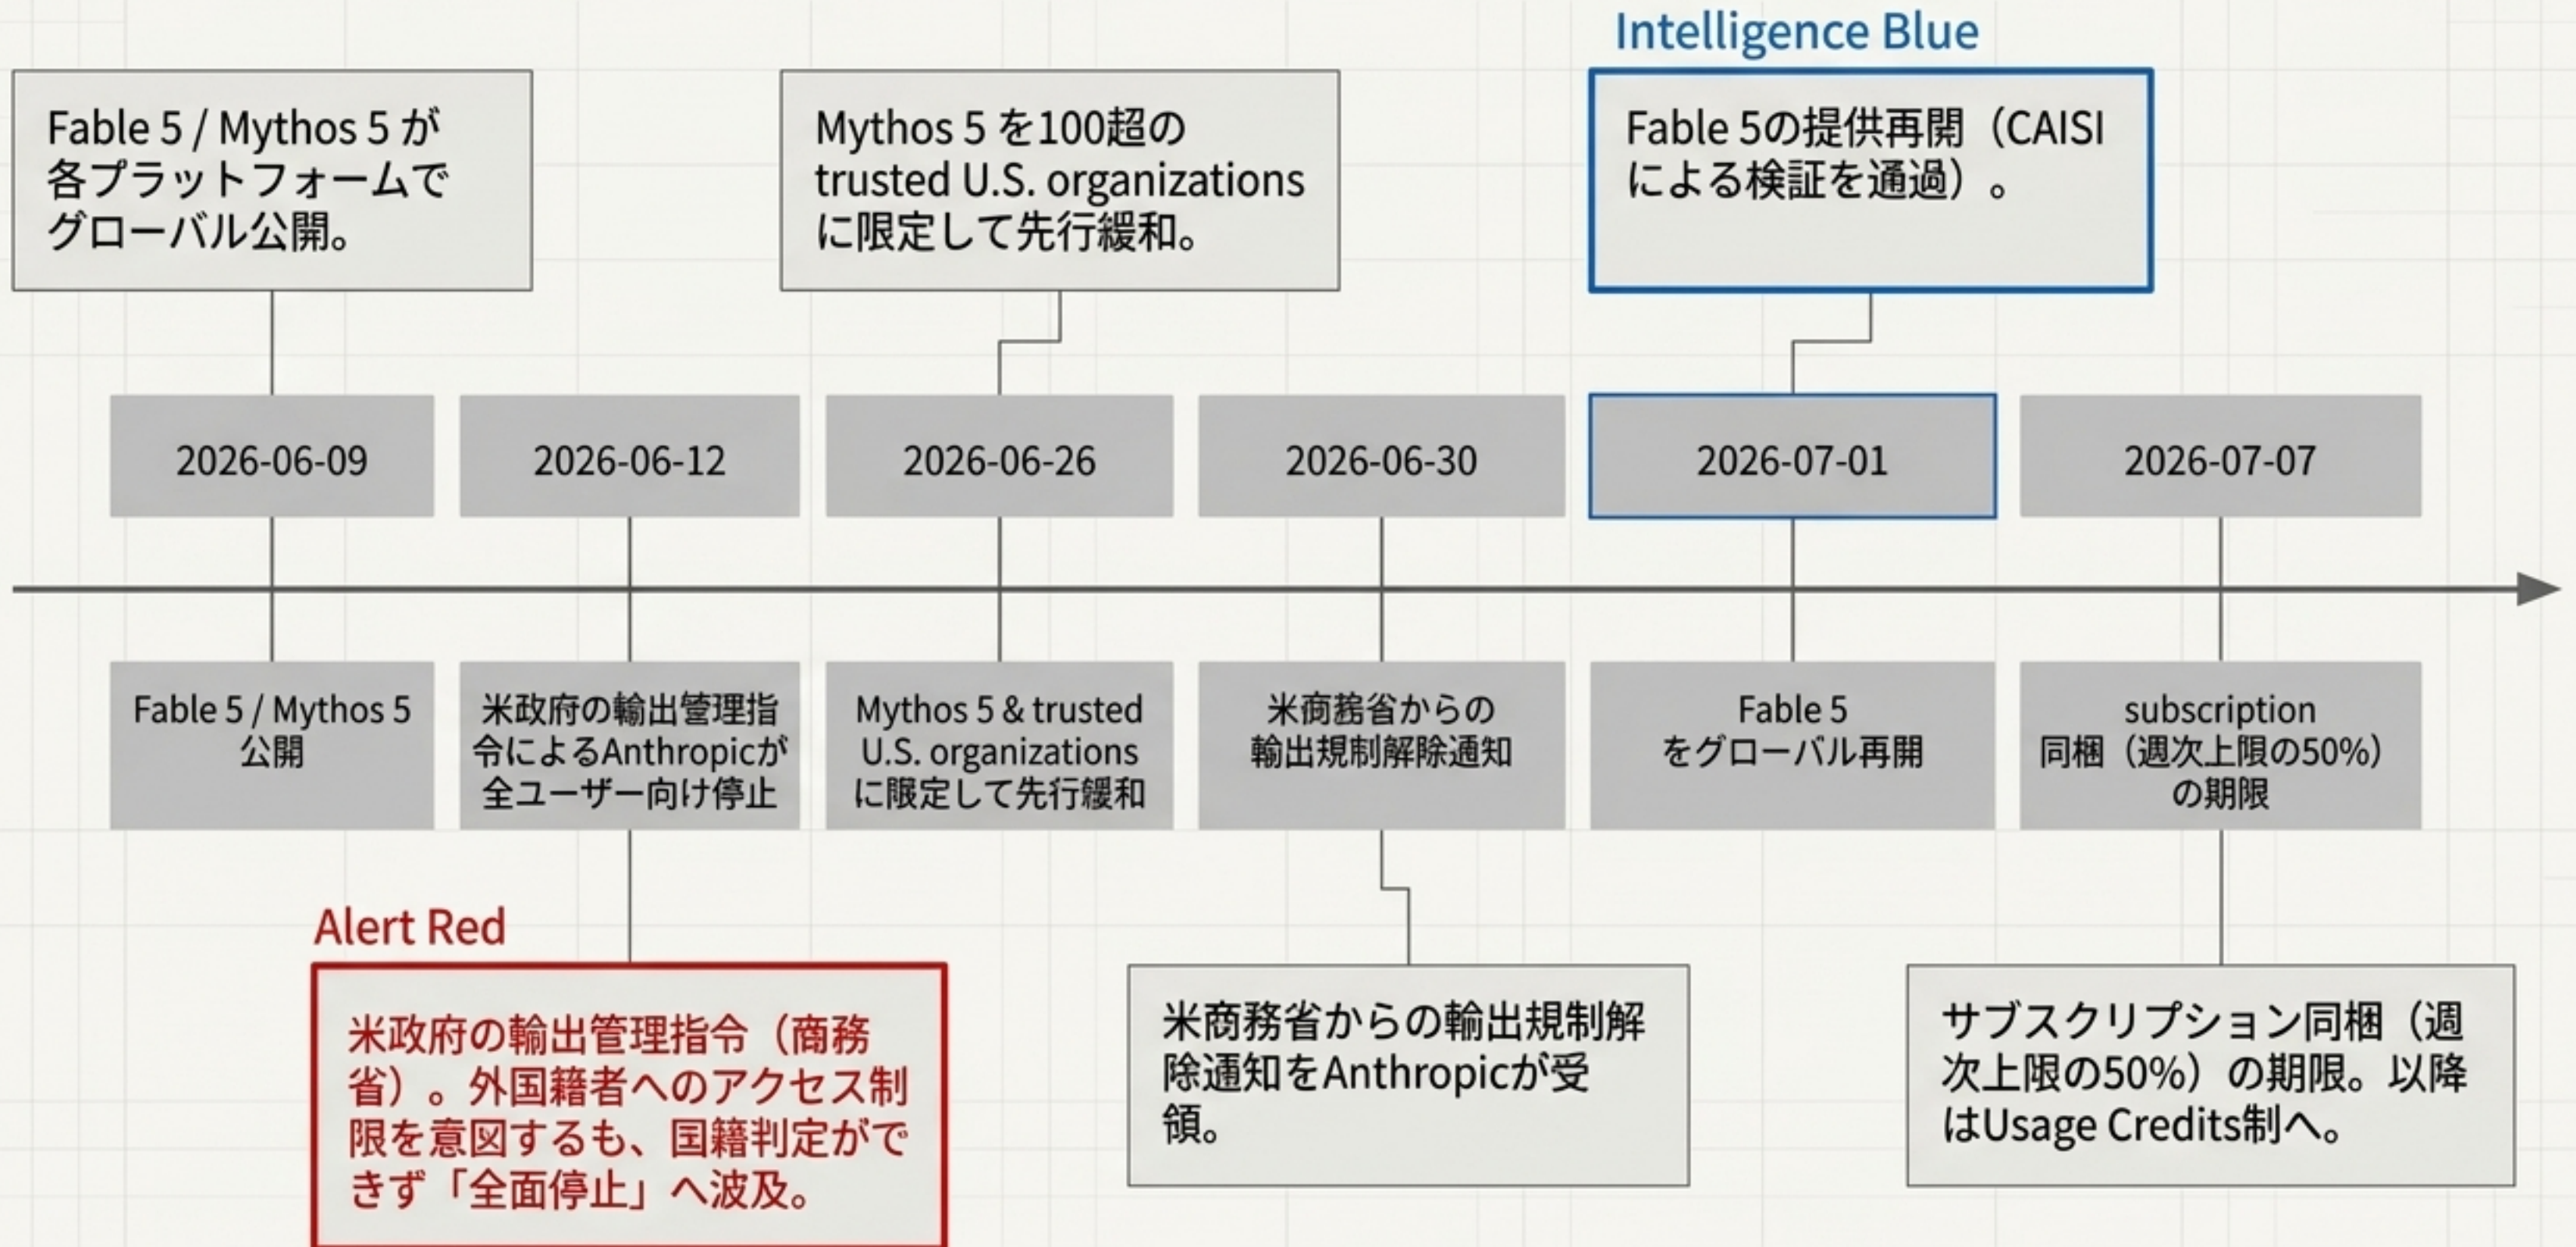 Intelligence Blue
Fable 5 / Mythos 5 が
各プラットフォームで
グローバル公開。
Mythos 5 を100超の
trusted U.S. organizations
に限定して先行緩和。
Fable 5の提供再開（CAISI
による検証を通過）。
2026-06-09
2026-06-12
2026-06-26
2026-06-30
2026-07-01
2026-07-07
Fable 5 / Mythos 5
公開
米政府の輸出管理指
令によるAnthropicが
全ユーザー向け停止
Mythos 5 & trusted
U.S. organizations
に限定して先行緩和
米商務省からの
輸出規制解除通知
Fable 5
をグローバル再開
subscription
同梱（週次上限の50%）
の期限
Alert Red
米政府の輸出管理指令（商務
省）。外国籍者へのアクセス制
限を意図するも、国籍判定がで
きず「全面停止」へ波及。
米商務省からの輸出規制解
除通知をAnthropicが受
領。
サブスクリプション同梱（週
次上限の50%）の期限。以降
はUsage Credits制へ。